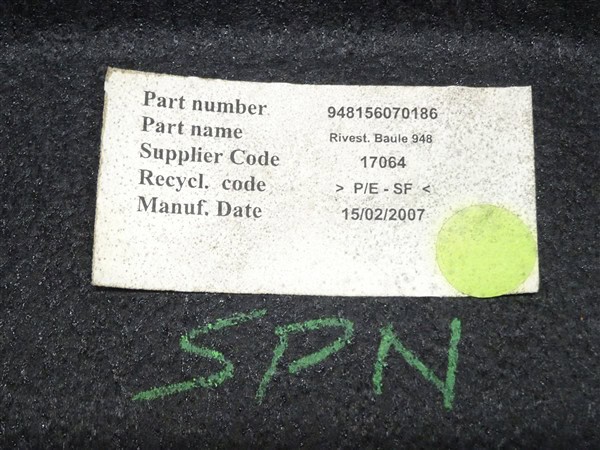 Part number 948156070186
Part name Rivest. Baule 948
Supplier Code 17064
Recycl. code > P/E - SF <
Manuf. Date 15/02/2007
SPN